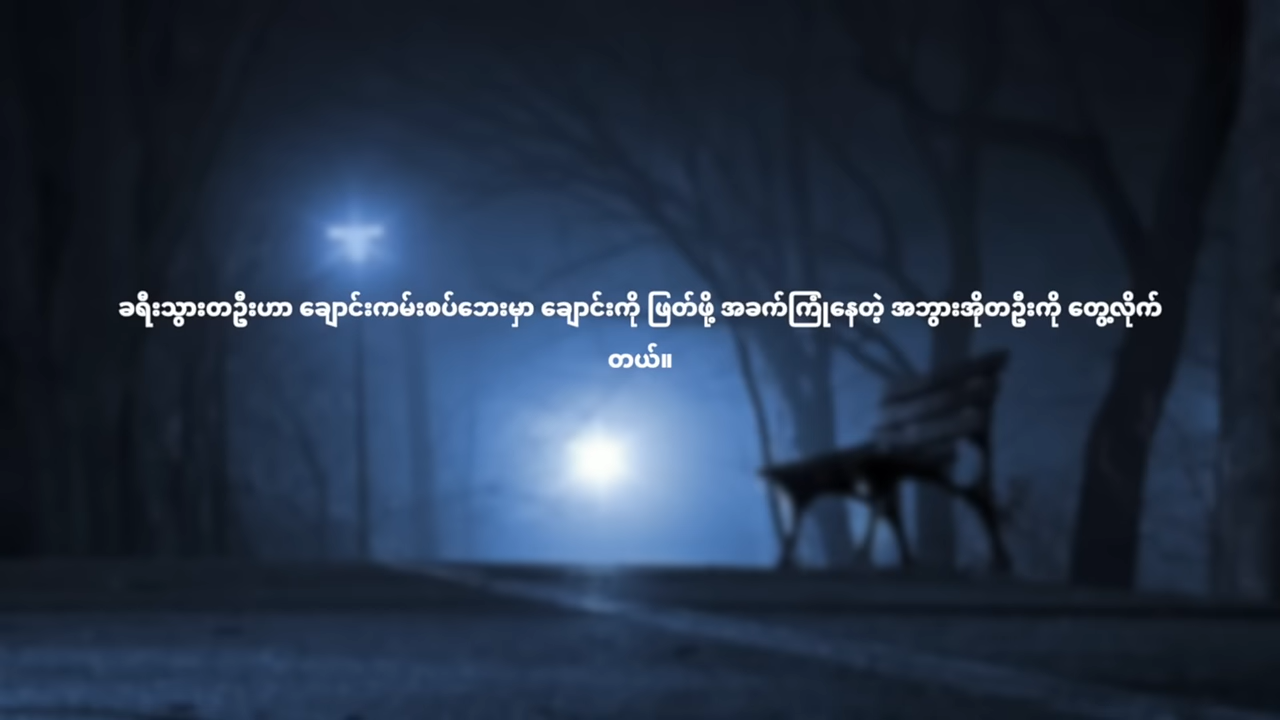 ခရီးသွားတဦးဟာ ချောင်းကမ်းစပ်ဘေးမှာ ချောင်းကို ဖြတ်ဖို့ အခက်ကြုံနေတဲ့ အဘွားအိုတဦးကို တွေ့လိုက်
တယ်။